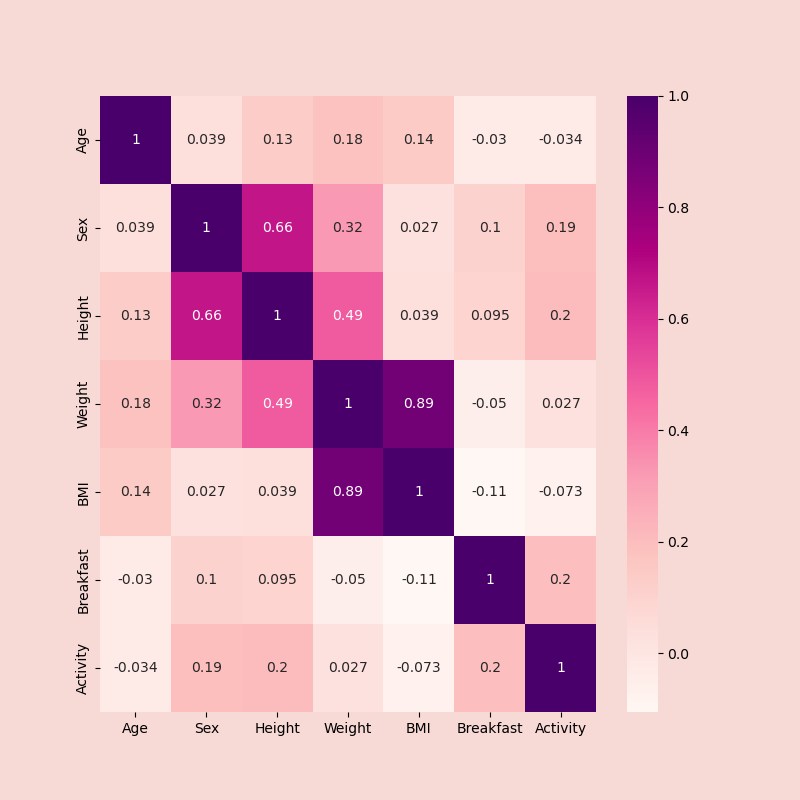 1.0
Age 1 0.039 0.13 0.18 0.14 -0.03 -0.034
0.8
Sex 0.039 1 0.66 0.32 0.027 0.1 0.19
Height 0.13 0.66 1 0.49 0.039 0.095 0.2
0.6
Weight 0.18 0.32 0.49 1 0.89 -0.05 0.027
0.4
BMI 0.14 0.027 0.039 0.89 1 -0.11 -0.073
0.2
Breakfast -0.03 0.1 0.095 -0.05 -0.11 1 0.2
0.0
Activity -0.034 0.19 0.2 0.027 -0.073 0.2 1
Age Sex Height Weight BMI Breakfast Activity